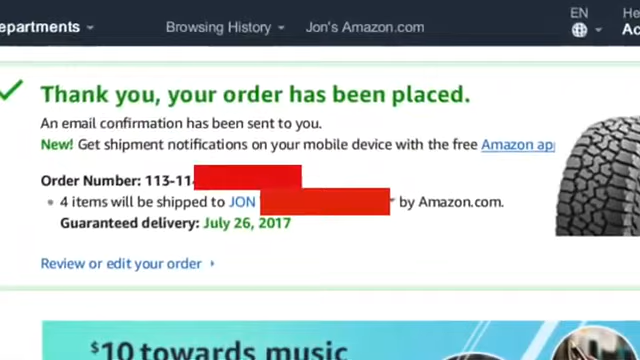 epartments
Browsing History
Jon's Amazon.com
EN
He
Ac
Thank you, your order has been placed.
An email confirmation has been sent to you.
New! Get shipment notifications on your mobile device with the free Amazon app
Order Number: 113-11
4 items will be shipped to JON by Amazon.com.
Guaranteed delivery: July 26, 2017
Review or edit your order
$10 towards music